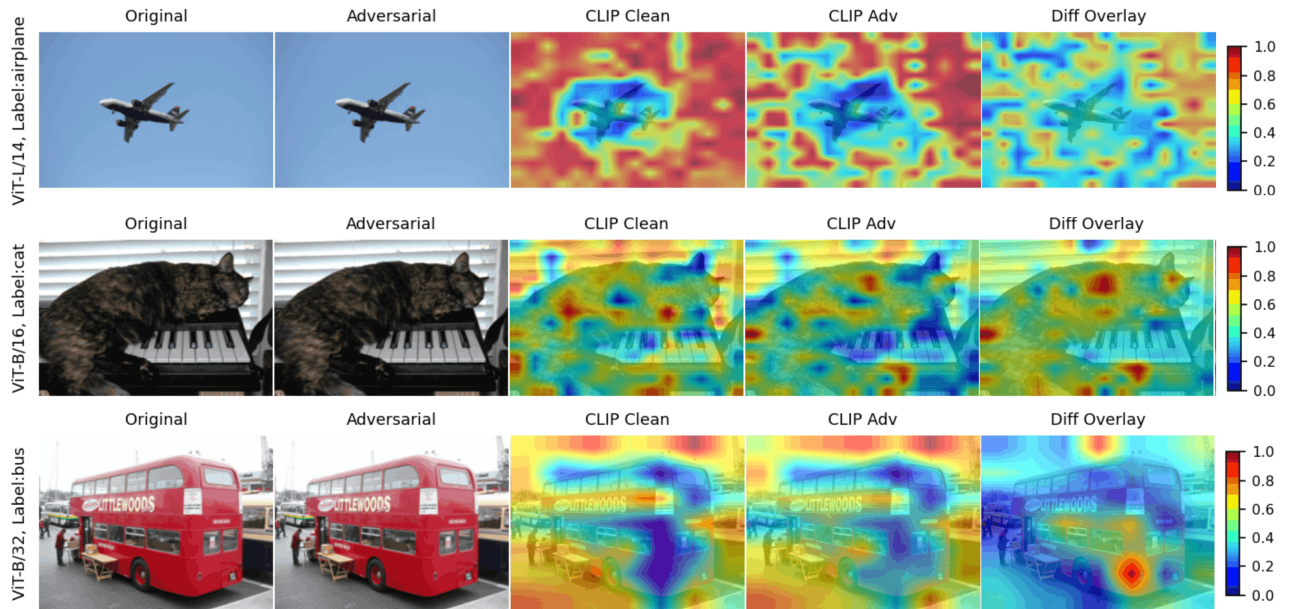 Original Adversarial CLIP Clean CLIP Adv Diff Overlay
ViT-L/14, Label:airplane
1.0
0.8
0.6
0.4
0.2
0.0
Original Adversarial CLIP Clean CLIP Adv Diff Overlay
ViT-B/16, Label:cat
1.0
0.8
0.6
0.4
0.2
0.0
Original Adversarial CLIP Clean CLIP Adv Diff Overlay
ViT-B/32, Label:bus
LITTLEWOODS
LITTLEWOODS
LITTLEWOODS
LITTLEWOODS
LITTLEWOODS
1.0
0.8
0.6
0.4
0.2
0.0